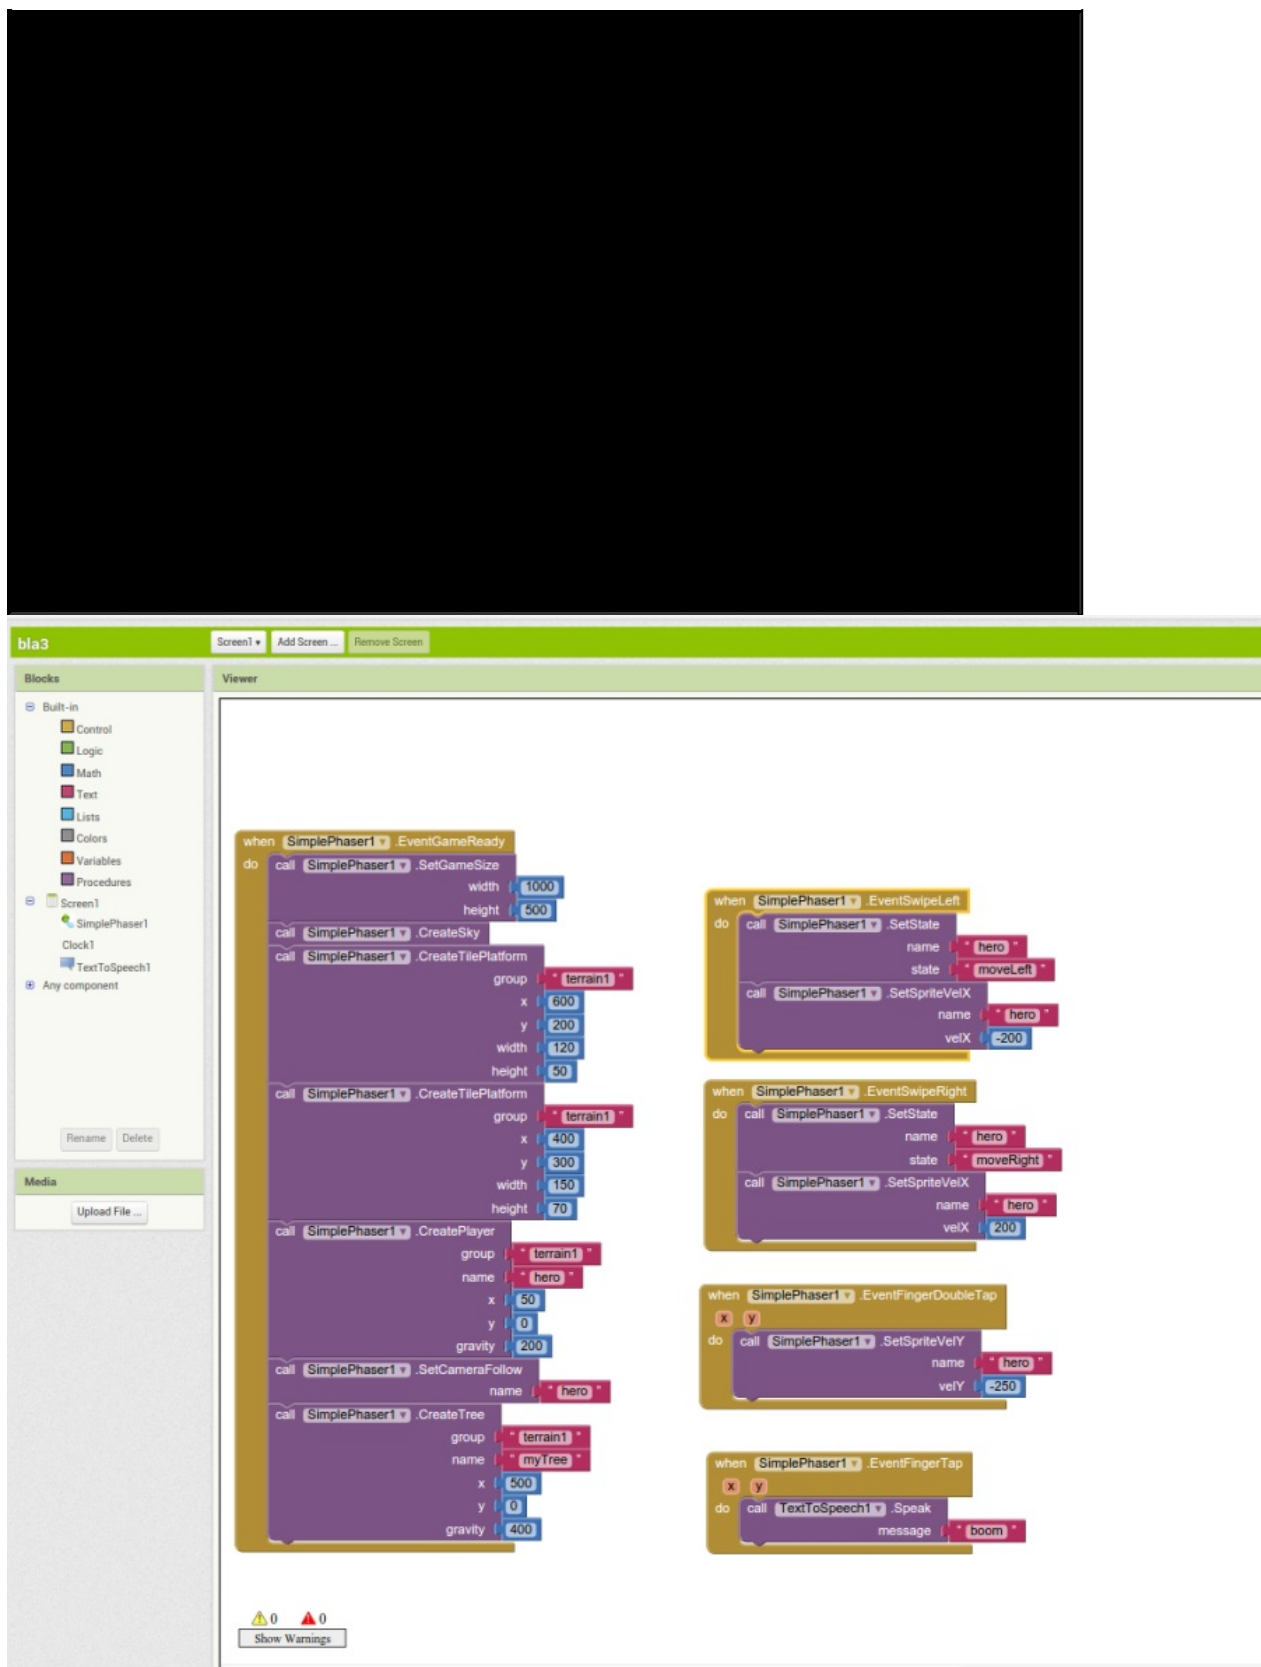 bla3
Screen1 ▾ Add Screen ... Remove Screen
Blocks
Viewer
Built-in
Control
Logic
Math
Text
Lists
Colors
Variables
Procedures
Screen1
SimplePhaser1
Clock1
TextToSpeech1
Any component
Rename Delete
Media
Upload File ...
when SimplePhaser1 .EventGameReady
do call SimplePhaser1 .SetGameSize
width 1000
height 500
call SimplePhaser1 .CreateSky
call SimplePhaser1 .CreateTilePlatform
group " terrain1 "
x 600
y 200
width 120
height 50
call SimplePhaser1 .CreateTilePlatform
group " terrain1 "
x 400
y 300
width 150
height 70
call SimplePhaser1 .CreatePlayer
group " terrain1 "
name " hero "
x 50
y 0
gravity 200
call SimplePhaser1 .SetCameraFollow
name " hero "
call SimplePhaser1 .CreateTree
group " terrain1 "
name " myTree "
x 500
y 0
gravity 400
when SimplePhaser1 .EventSwipeLeft
do call SimplePhaser1 .SetState
name " hero "
state " moveLeft "
call SimplePhaser1 .SetSpriteVelX
name " hero "
velX -200
when SimplePhaser1 .EventSwipeRight
do call SimplePhaser1 .SetState
name " hero "
state " moveRight "
call SimplePhaser1 .SetSpriteVelX
name " hero "
velX 200
when SimplePhaser1 .EventFingerDoubleTap
x y
do call SimplePhaser1 .SetSpriteVelY
name " hero "
velY -250
when SimplePhaser1 .EventFingerTap
x y
do call TextToSpeech1 .Speak
message " boom "
0 0
Show Warnings